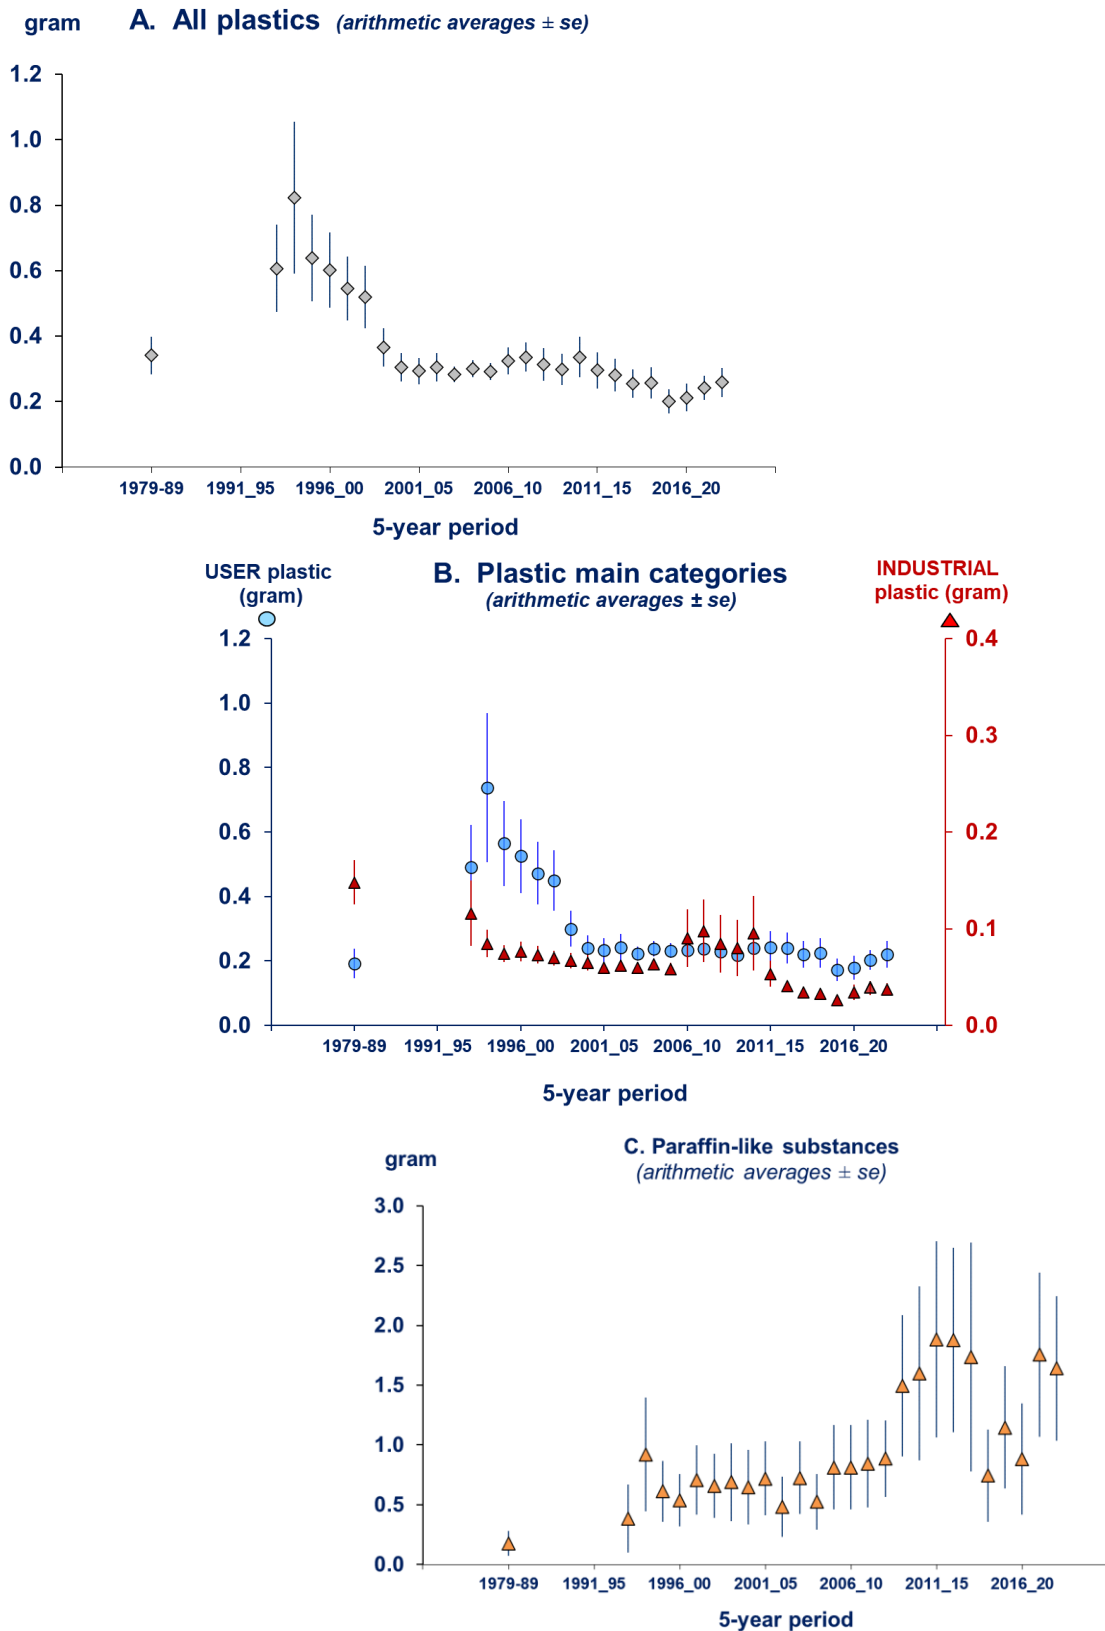 gram A. All plastics (arithmetic averages ± se)
1.2
1.0
0.8
0.6
0.4
0.2
0.0
1979-89 1991_95 1996_00 2001_05 2006_10 2011_15 2016_20
5-year period
USER plastic
(gram)
B. Plastic main categories
(arithmetic averages ± se)
INDUSTRIAL
plastic (gram)
1.2
1.0
0.8
0.6
0.4
0.2
0.0
0.4
0.3
0.2
0.1
0.0
1979-89 1991_95 1996_00 2001_05 2006_10 2011_15 2016_20
5-year period
gram
C. Paraffin-like substances
(arithmetic averages ± se)
3.0
2.5
2.0
1.5
1.0
0.5
0.0
1979-89 1991_95 1996_00 2001_05 2006_10 2011_15 2016_20
5-year period